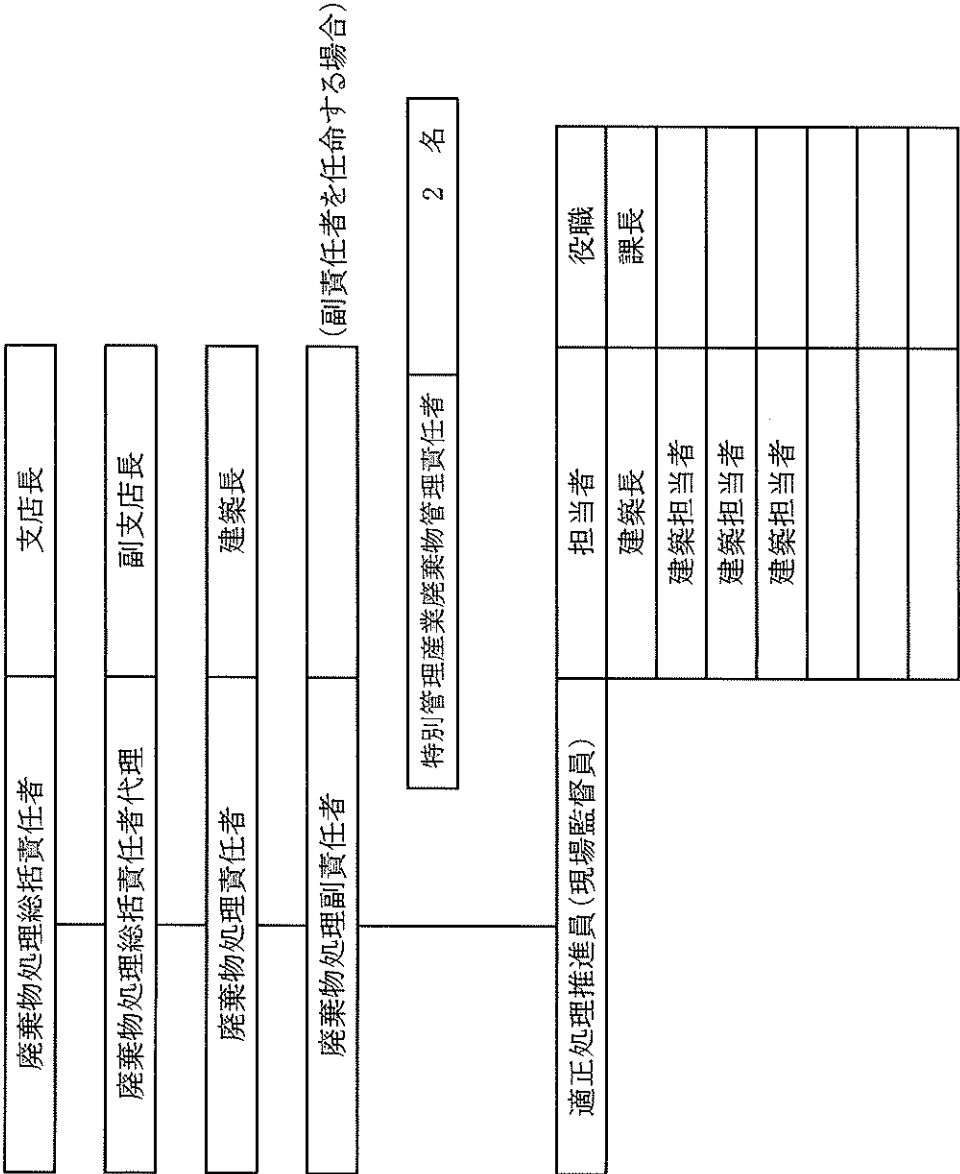 廃棄物処理総括責任者 支店長
廃棄物処理総括責任者代理 副支店長
廃棄物処理責任者 建築長
廃棄物処理副責任者 (副責任者を任命する場合)
特別管理産業廃棄物管理責任者 2 名
適正処理推進員(現場監督員) 担当者 役職
建築長 課長
建築担当者
建築担当者
建築担当者